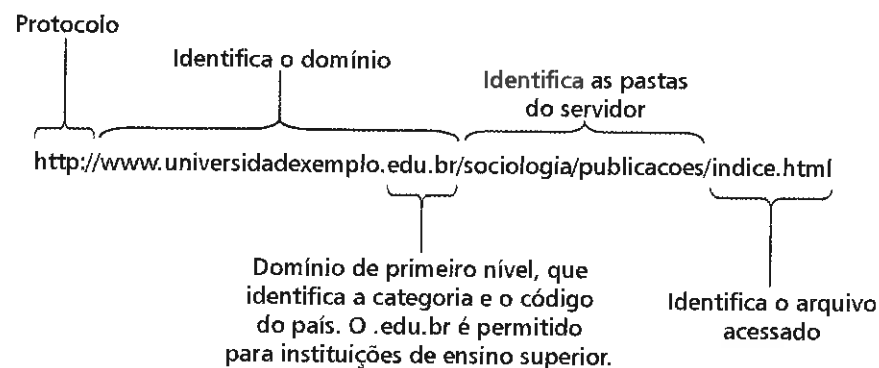 Protocolo
Identifica o domínio
Identifica as pastas
do servidor
http://www.universidadexemplo.edu.br/sociologia/publicacoes/indice.html
Domínio de primeiro nível, que
identifica a categoria e o código
do país. O .edu.br é permitido
para instituições de ensino superior.
Identifica o arquivo
acessado